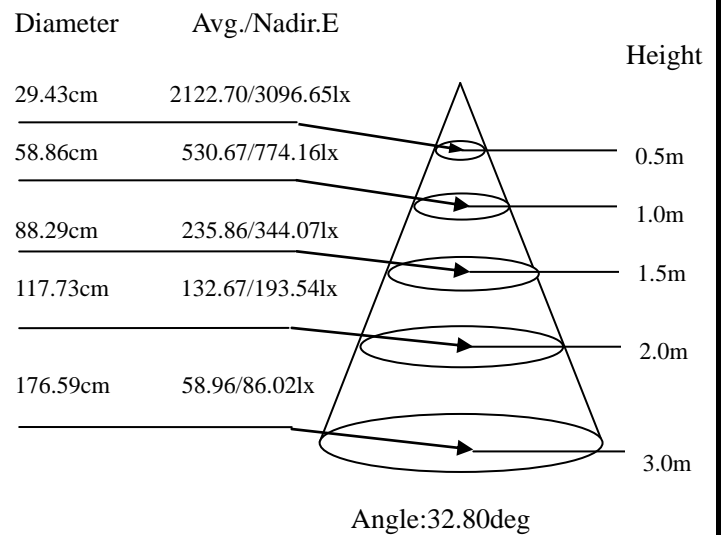 Diameter Avg./Nadir.E
Height
29.43cm 2122.70/3096.65lx
0.5m
58.86cm 530.67/774.16lx
1.0m
88.29cm 235.86/344.07lx
1.5m
117.73cm 132.67/193.54lx
2.0m
176.59cm 58.96/86.02lx
3.0m
Angle:32.80deg